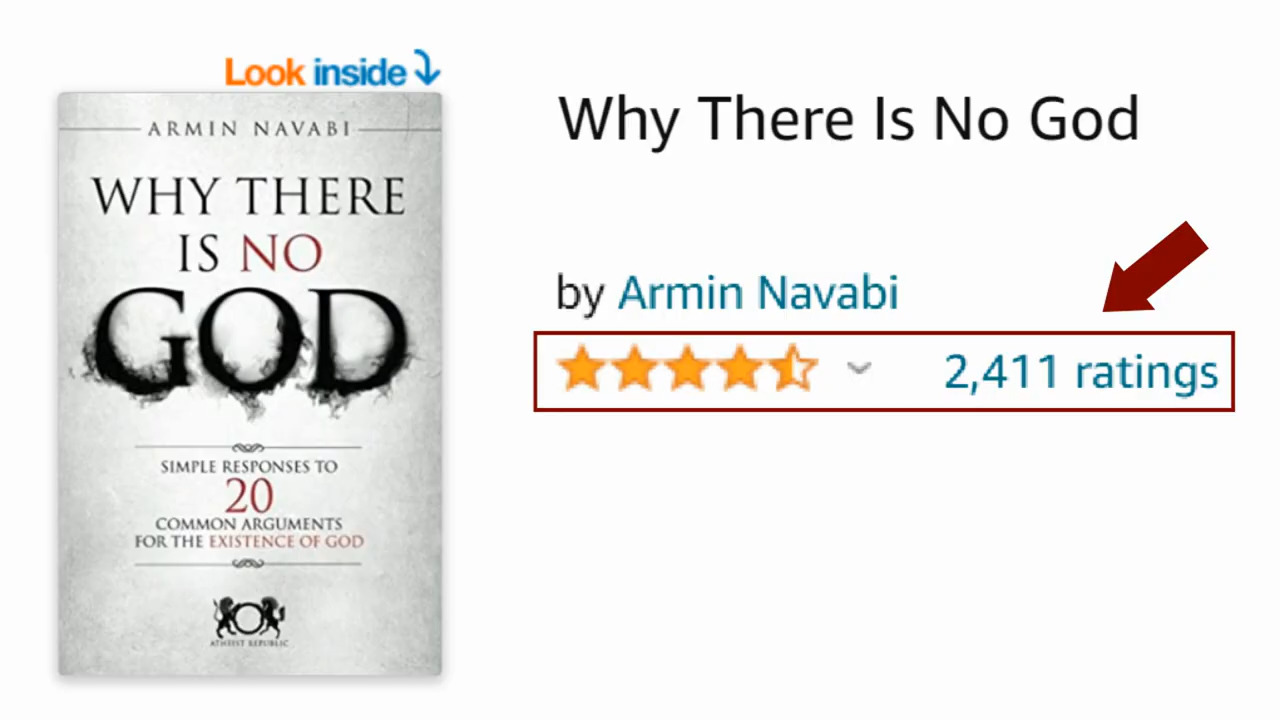 Look inside
ARMIN NAVABI
WHY THERE
IS NO
GOD
SIMPLE RESPONSES TO
20
COMMON ARGUMENTS
FOR THE EXISTENCE OF GOD
ATHEIST REPUBLIC
Why There Is No God
by Armin Navabi
2,411 ratings